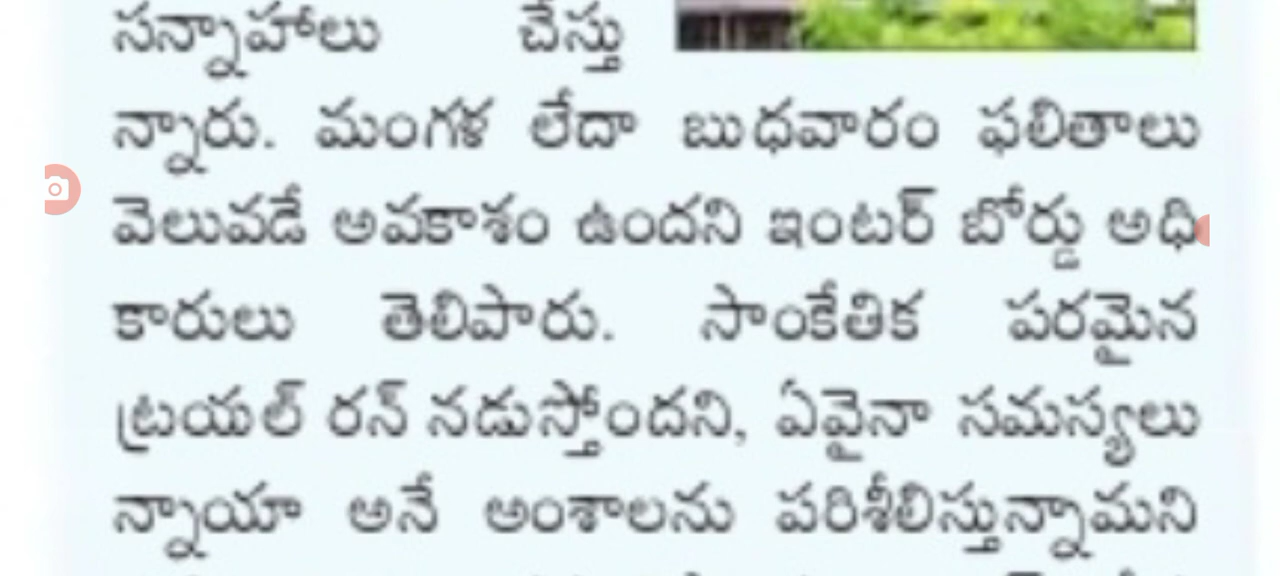 సన్నాహాలు చేస్తు
న్నారు. మంగళ లేదా బుధవారం ఫలితాలు
వెలువడే అవకాశం ఉందని ఇంటర్ బోర్డు అధి
కారులు తెలిపారు. సాంకేతిక పరమైన
ట్రయల్ రన్ నడుస్తోందని, ఏవైనా సమస్యలు
న్నాయా అనే అంశాలను పరిశీలిస్తున్నామని